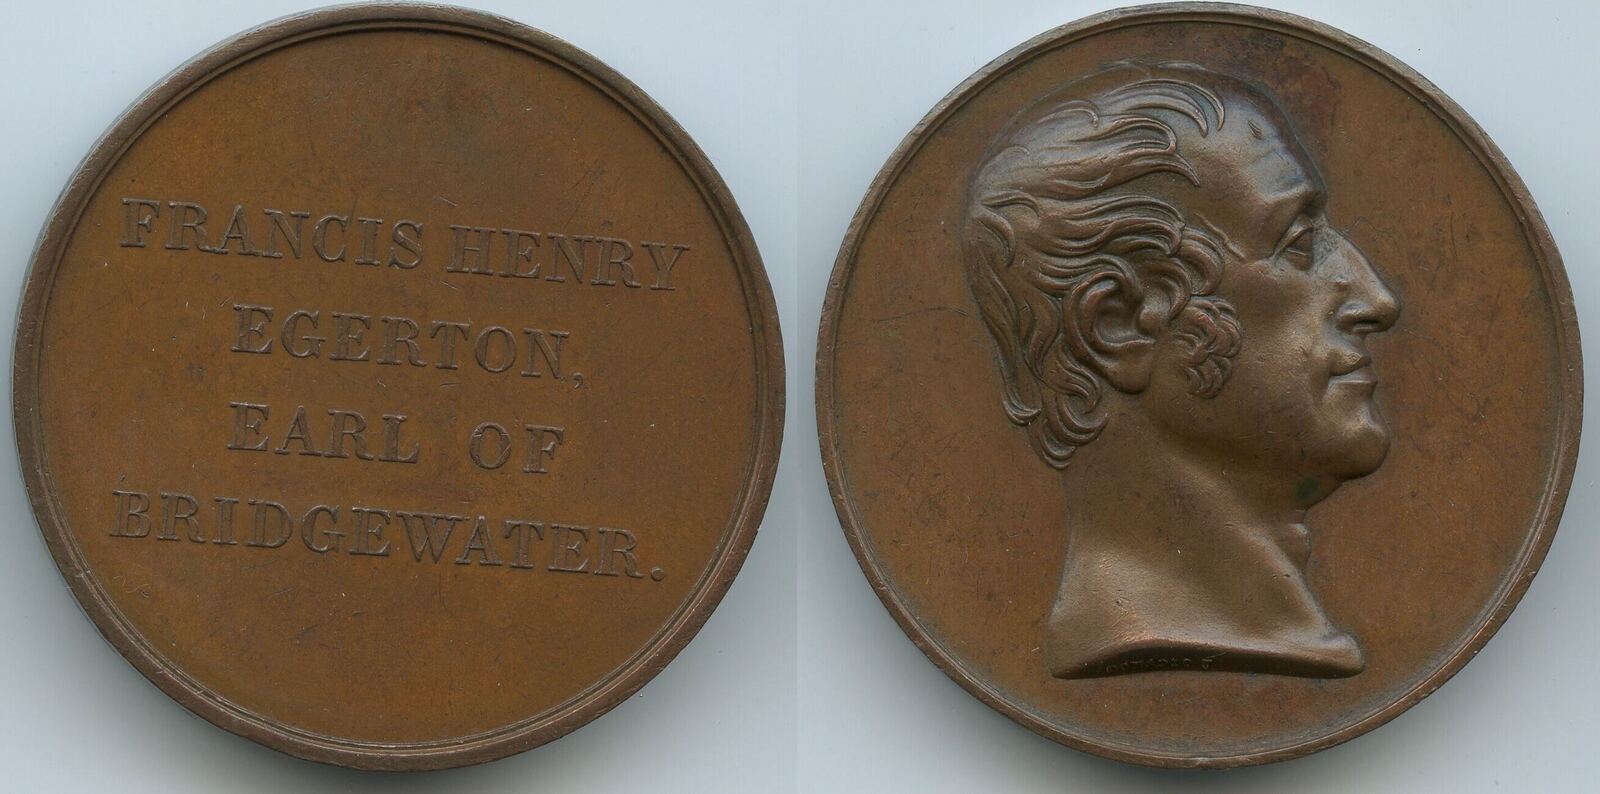 FRANCIS HENRY
EGERTON,
EARL OF
BRIDGEWATER.